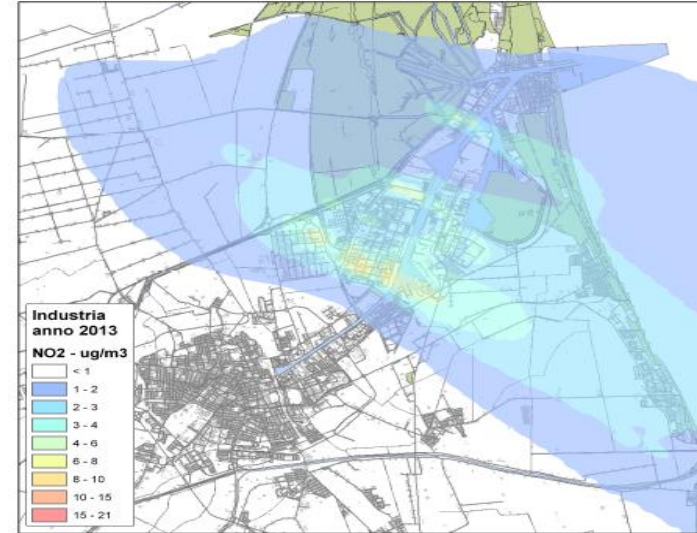 Industria
anno 2013
NO2 - ug/m3
< 1
1 - 2
2 - 3
3 - 4
4 - 6
6 - 8
8 - 10
10 - 15
15 - 21